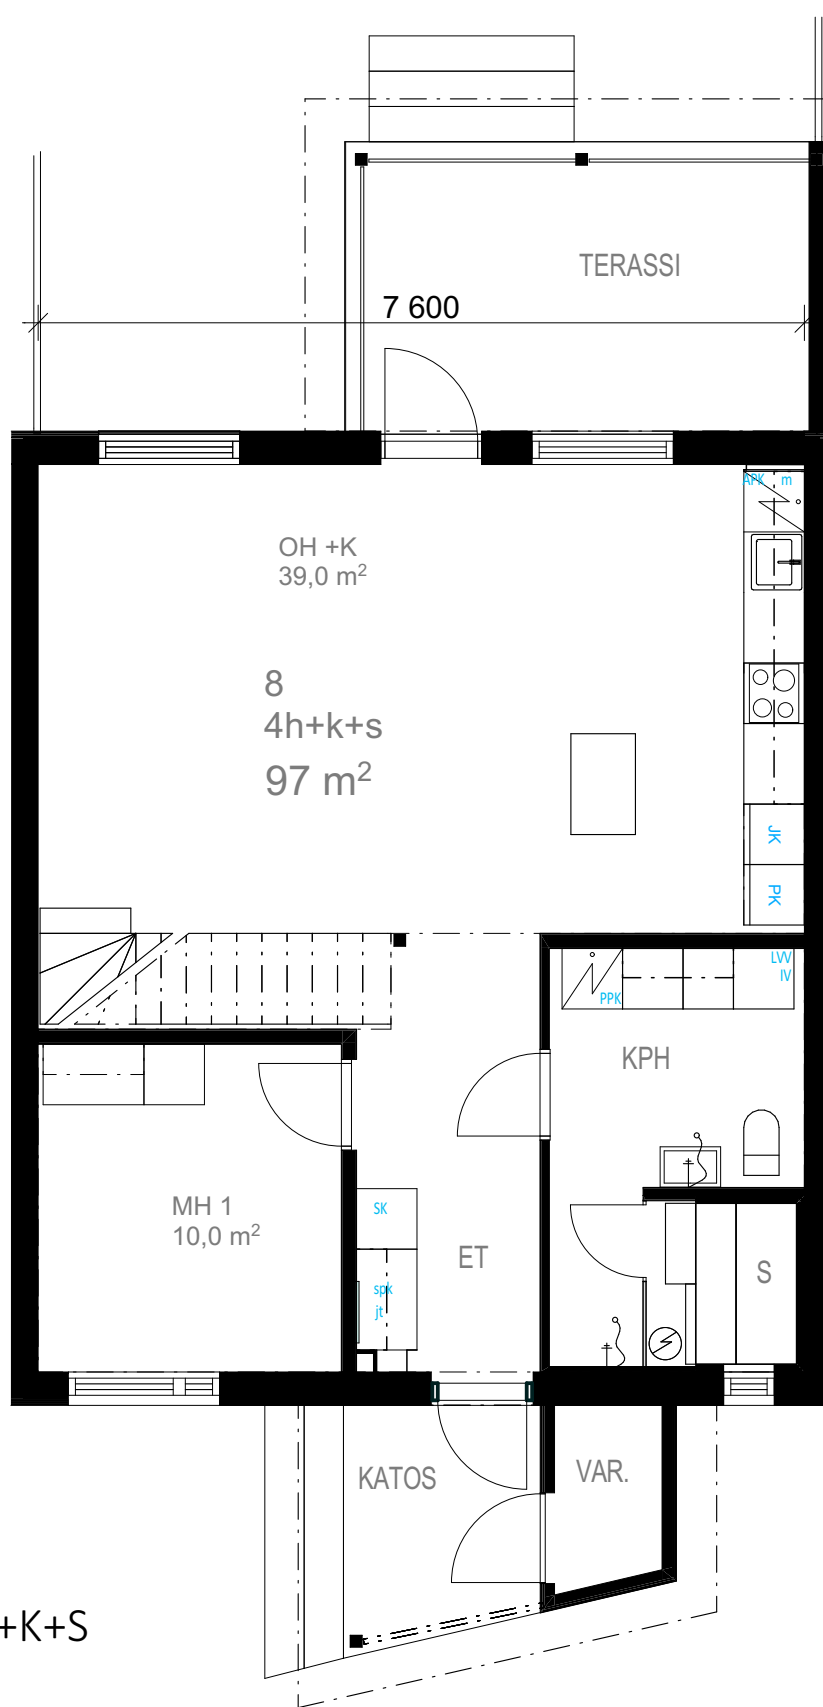 TERASSI
7 600
APK m
OH +K
39,0 m²
8
4h+k+s
97 m²
JK
PK
LVV
IV
PPK
KPH
MH 1
10,0 m²
SK
ET
S
spk
jt
KATOS
VAR.
+K+S